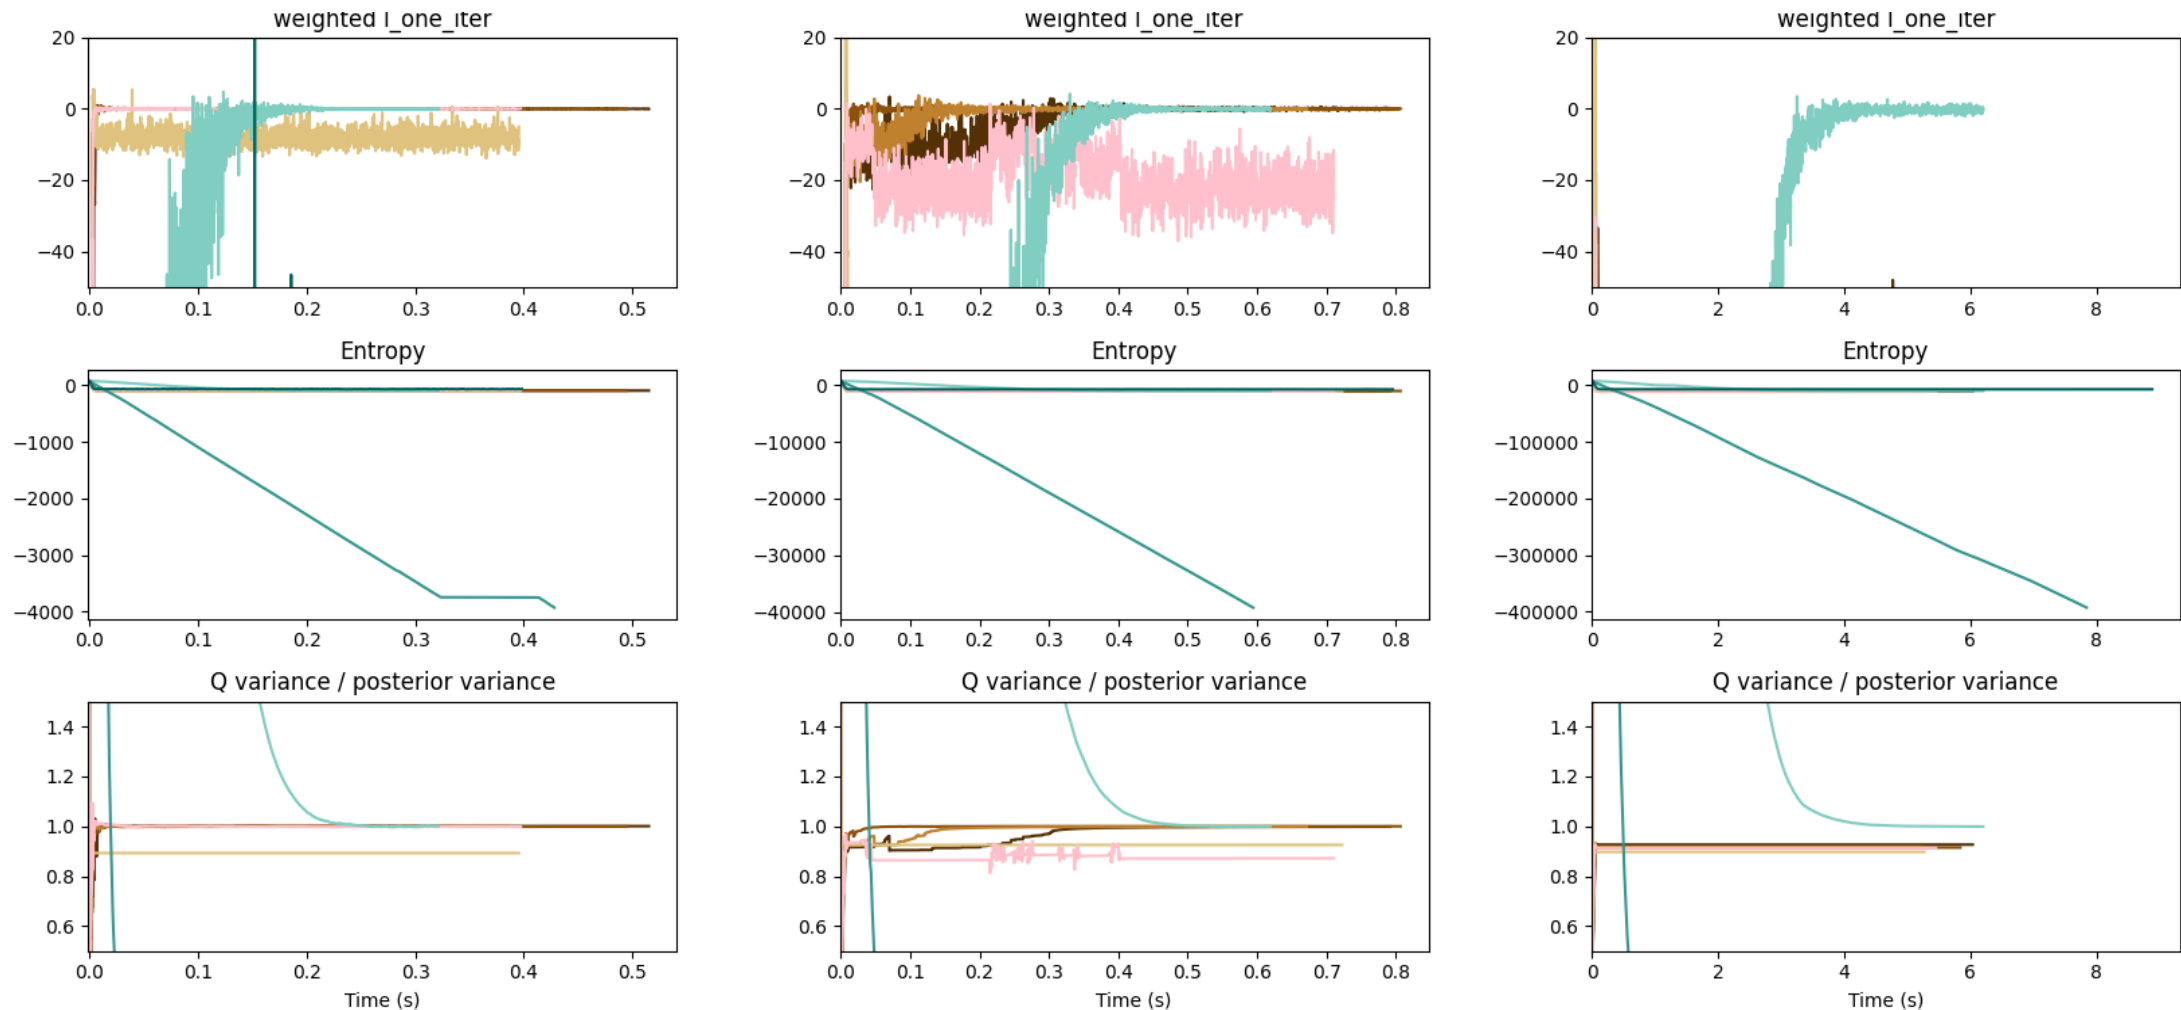 weighted l_one_iter weighted l_one_iter weighted l_one_iter
20 20 20
0 0 0
−20 −20 −20
−40 −40 −40
0.0 0.1 0.2 0.3 0.4 0.5 0.0 0.1 0.2 0.3 0.4 0.5 0.6 0.7 0.8 0 2 4 6 8
Entropy Entropy Entropy
0 0 0
−1000 −10000 −100000
−2000 −20000 −200000
−3000 −30000 −300000
−4000 −40000 −400000
0.0 0.1 0.2 0.3 0.4 0.5 0.0 0.1 0.2 0.3 0.4 0.5 0.6 0.7 0.8 0 2 4 6 8
Q variance / posterior variance Q variance / posterior variance Q variance / posterior variance
1.4 1.4 1.4
1.2 1.2 1.2
1.0 1.0 1.0
0.8 0.8 0.8
0.6 0.6 0.6
0.0 0.1 0.2 0.3 0.4 0.5 0.0 0.1 0.2 0.3 0.4 0.5 0.6 0.7 0.8 0 2 4 6 8
Time (s) Time (s) Time (s)